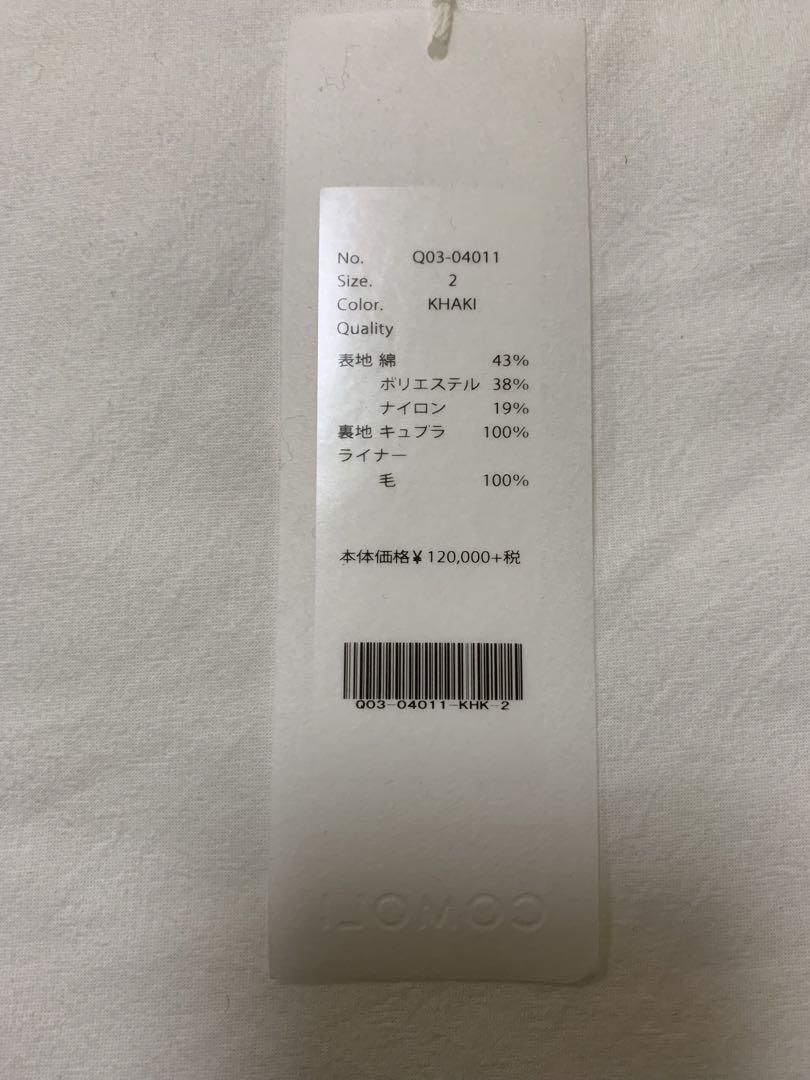 No. Q03-04011
Size. 2
Color. KHAKI
Quality
表地 綿 43%
ポリエステル 38%
ナイロン 19%
裏地 キュプラ 100%
ライナー
毛 100%
本体価格¥ 120,000+税
Q03-04011-KHK-2
COMOLI